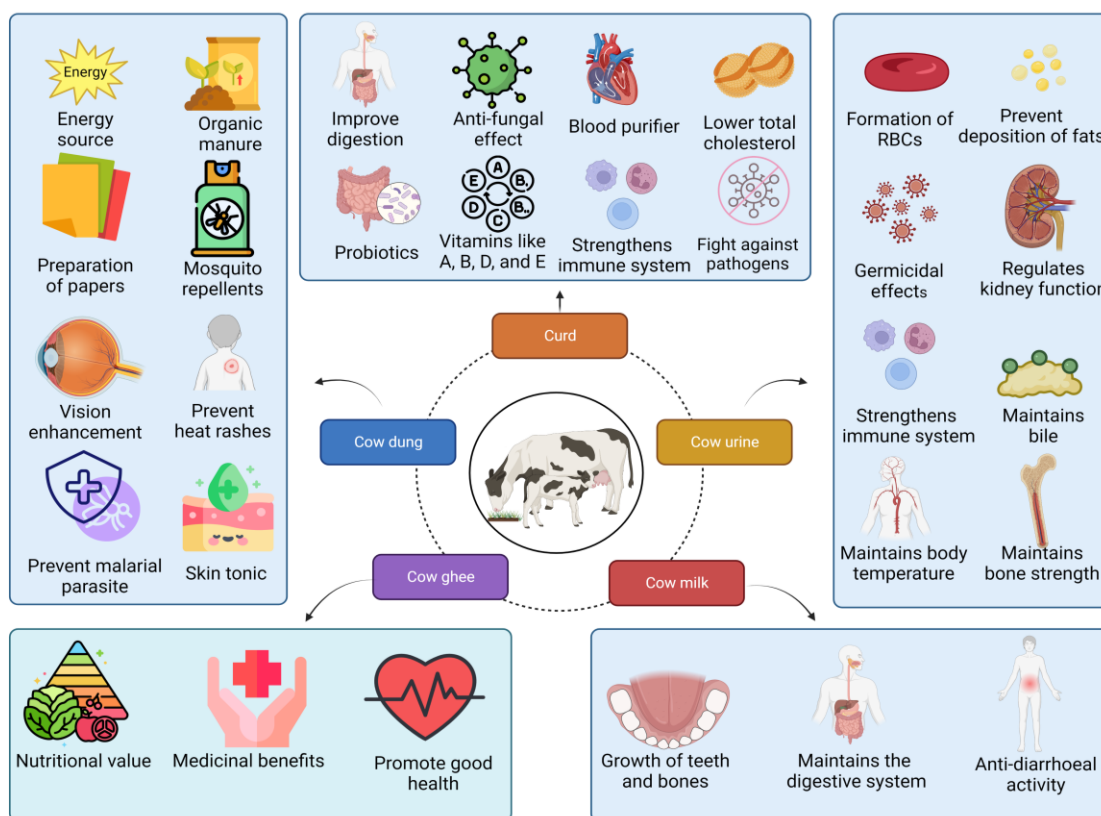 Energy
Energy
source
Organic
manure
Preparation
of papers
Mosquito
repellents
Vision
enhancement
Prevent
heat rashes
Prevent malarial
parasite
Skin tonic
Improve
digestion
Anti-fungal
effect
Blood purifier
Lower total
cholesterol
Probiotics
A
B.
B..
C
D
E
Vitamins like
A, B, D, and E
Strengthens
immune system
Fight against
pathogens
Formation of
RBCs
Prevent
deposition of fats
Germicidal
effects
Regulates
kidney function
Strengthens
immune system
Maintains
bile
Maintains body
temperature
Maintains
bone strength
Curd
Cow dung
Cow urine
Cow ghee
Cow milk
Nutritional value
Medicinal benefits
Promote good
health
Growth of teeth
and bones
Maintains the
digestive system
Anti-diarrhoeal
activity